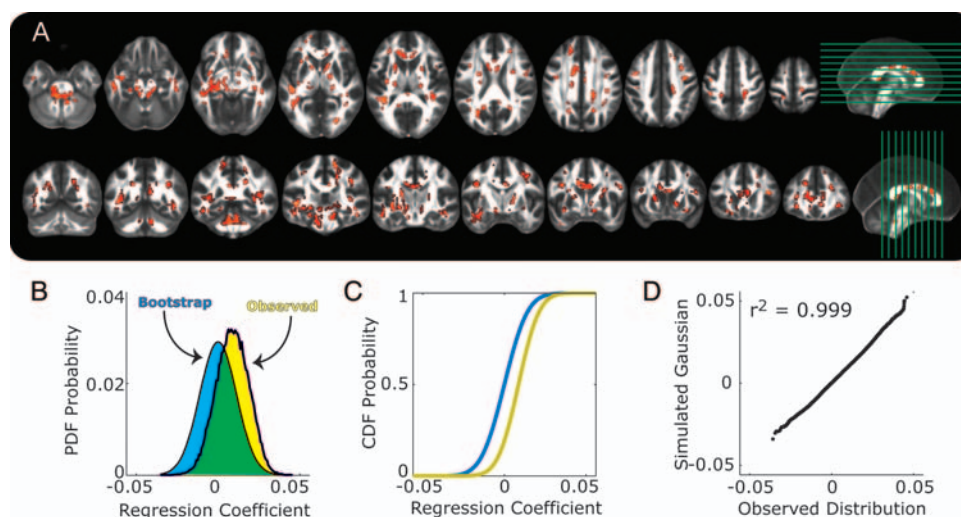 A
B
0.04
0.02
0
PDF Probability
Bootstrap
Observed
-0.05
0
0.05
Regression Coefficient
C
1
0.5
0
CDF Probability
-0.05
0
0.05
Regression Coefficient
D
r² = 0.999
0.05
0
-0.05
Simulated Gaussian
-0.05
0
0.05
Observed Distribution